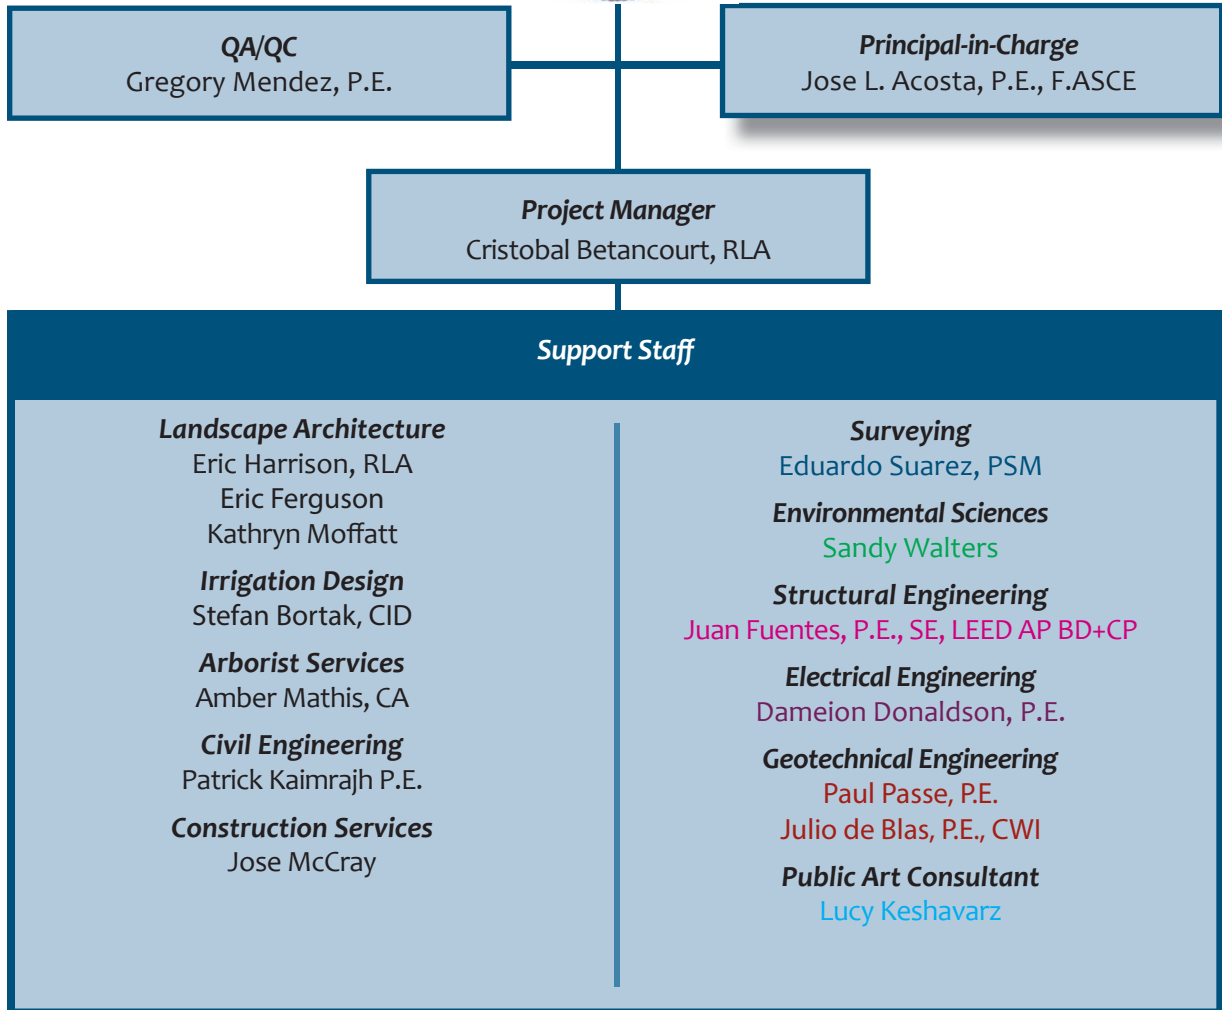 QA/QC
Gregory Mendez, P.E.
Principal-in-Charge
Jose L. Acosta, P.E., F.ASCE
Project Manager
Cristobal Betancourt, RLA
Support Staff
Landscape Architecture
Eric Harrison, RLA
Eric Ferguson
Kathryn Moffatt
Irrigation Design
Stefan Bortak, CID
Arborist Services
Amber Mathis, CA
Civil Engineering
Patrick Kaimrajh P.E.
Construction Services
Jose McCray
Surveying
Eduardo Suarez, PSM
Environmental Sciences
Sandy Walters
Structural Engineering
Juan Fuentes, P.E., SE, LEED AP BD+CP
Electrical Engineering
Dameion Donaldson, P.E.
Geotechnical Engineering
Paul Passe, P.E.
Julio de Blas, P.E., CWI
Public Art Consultant
Lucy Keshavarz